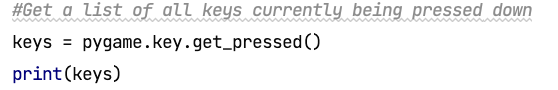 #Get a list of all keys currently being pressed down
keys = pygame.key.get_pressed()
print(keys)